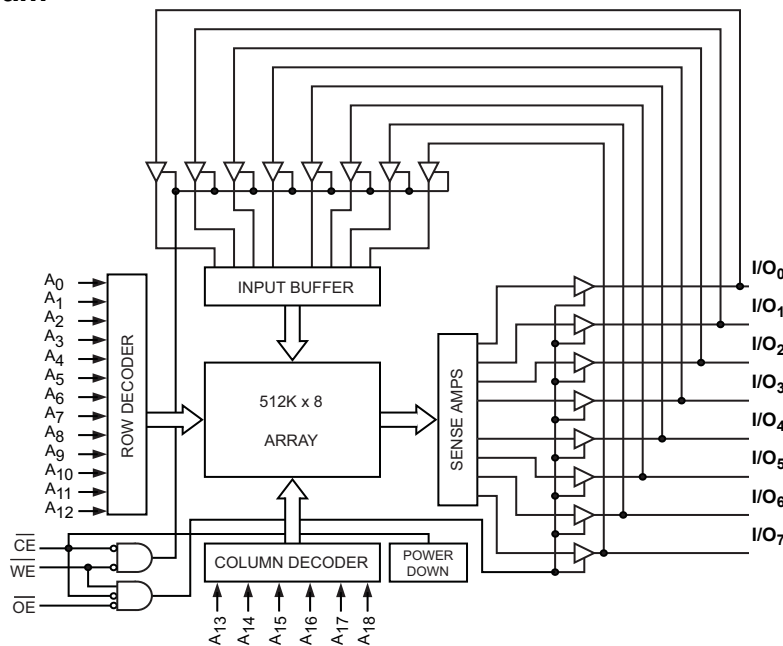 INPUT BUFFER
A0
A1
A2
A3
A4
A5
A6
A7
A8
A9
A10
A11
A12
ROW DECODER
512K x 8
ARRAY
SENSE AMPS
I/O0
I/O1
I/O2
I/O3
I/O4
I/O5
I/O6
I/O7
CE
WE
OE
COLUMN DECODER
POWER
DOWN
A13
A14
A15
A16
A17
A18